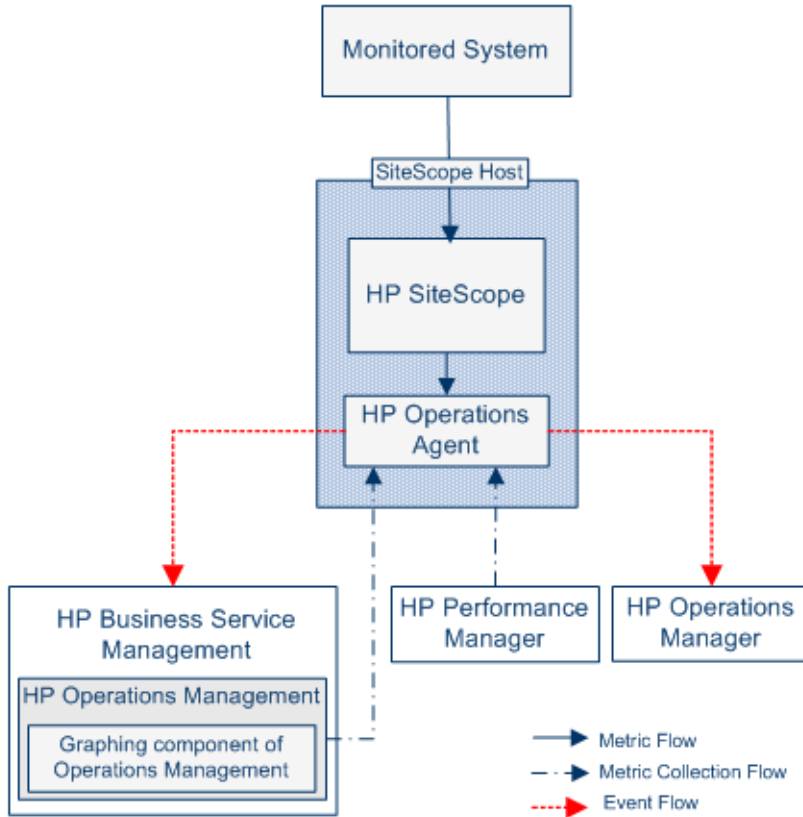 Monitored System
SiteScope Host
HP SiteScope
HP Operations
Agent
HP Business Service
Management
HP Operations Management
Graphing component of
Operations Management
HP Performance
Manager
HP Operations
Manager
Metric Flow
Metric Collection Flow
Event Flow